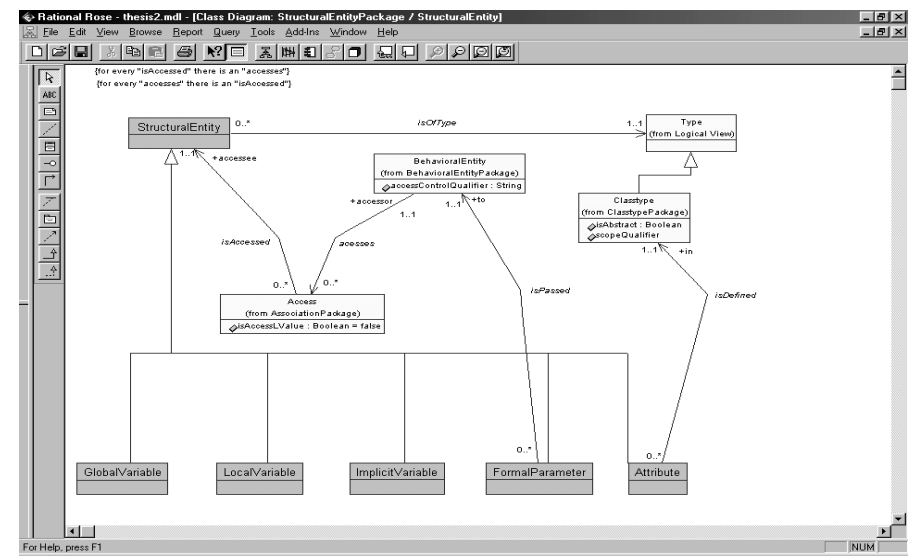 Rational Rose - thesis2.mdl - [Class Diagram: StructuralEntityPackage / StructuralEntity]
File Edit View Browse Report Query Tools Add-Ins Window Help
ABC
{for every "isAccessed" there is an "accesses"}
{for every "accesses" there is an "isAccessed"}
StructuralEntity
0..*
isOfType
1..1
Type
(from Logical View)
1..1
+accessee
BehavioralEntity
(from BehavioralEntityPackage)
accessControlQualifier : String
+accessor
1..1
1..1
+to
Classtype
(from ClasstypePackage)
isAbstract : Boolean
scopeQualifier
1..1
+in
isAccessed
acesses
0..*
0..*
isPassed
isDefined
Access
(from AssociationPackage)
isAccessLValue : Boolean = false
0..*
0..*
GlobalVariable
LocalVariable
ImplicitVariable
FormalParameter
Attribute
For Help, press F1
NUM